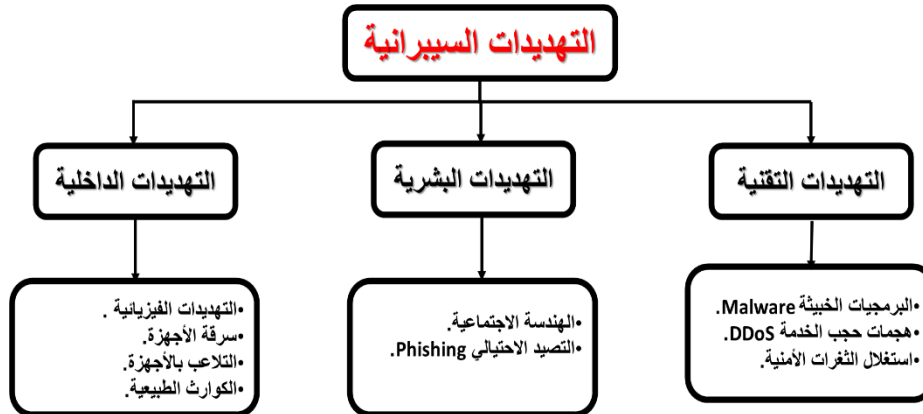 التهديدات السيبرانية
التهديدات التقنية
التهديدات البشرية
التهديدات الداخلية
•البرمجيات الخبيثة Malware.
•هجمات حجب الخدمة DDoS.
•استغلال الثغرات الأمنية.
•الهندسة الاجتماعية.
•التصيد الاحتيالي Phishing.
•التهديدات الفيزيائية .
•سرقة الأجهزة.
•التلاعب بالأجهزة.
•الكوارث الطبيعية.